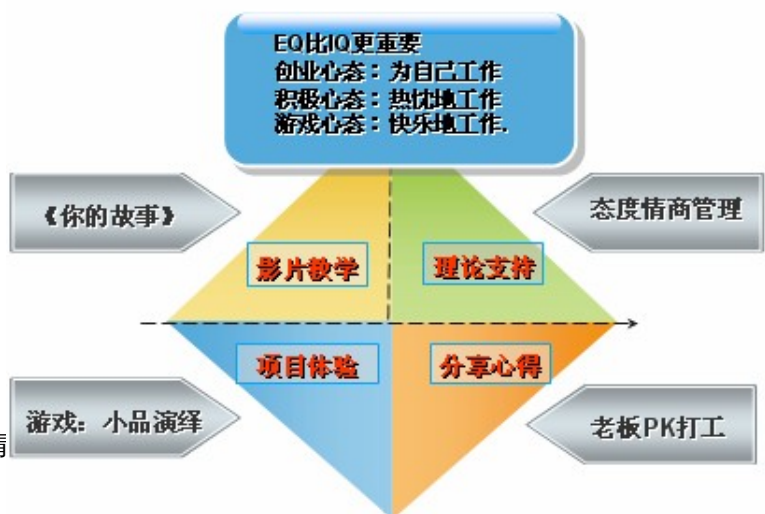 EQ比IQ更重要
创业心态：为自己工作
积极心态：热忱地工作
游戏心态：快乐地工作.
《你的故事》
态度情商管理
影片教学
理论支持
项目体验
分享心得
游戏：小品演绎
老板PK打工